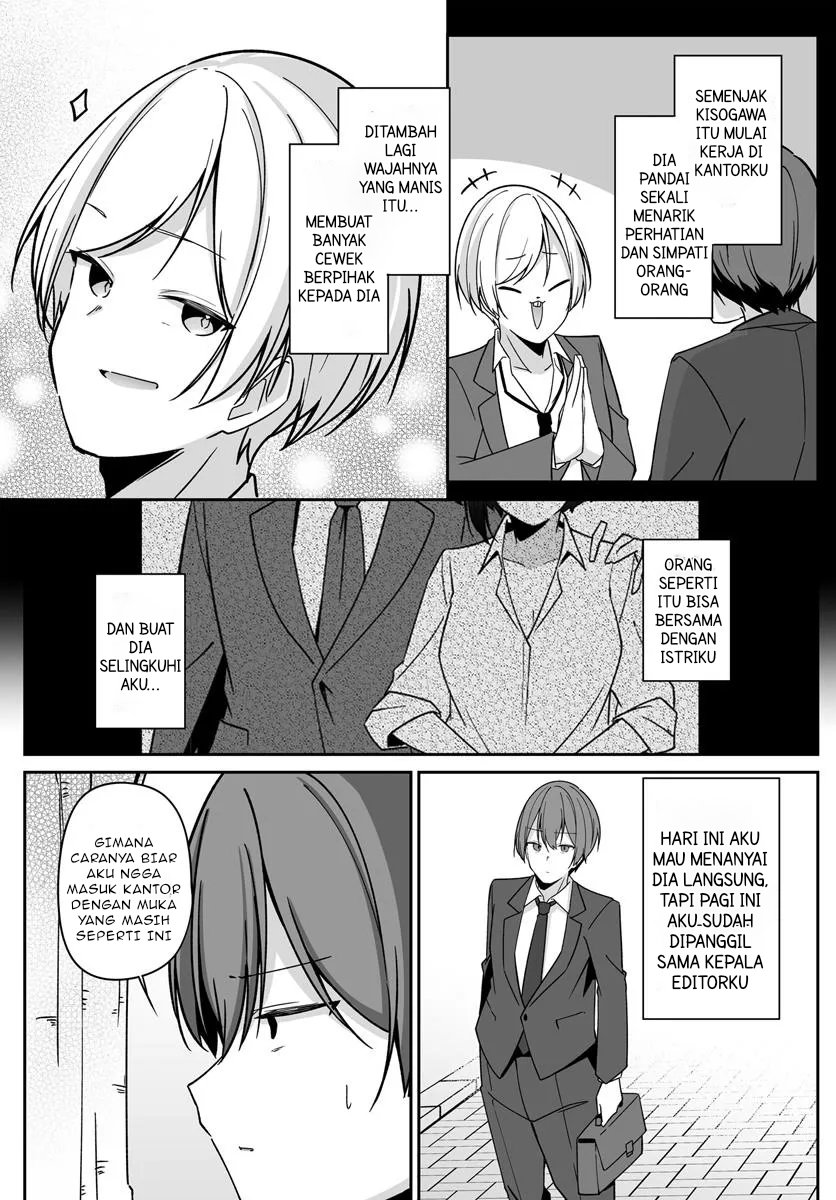 SEMENJAK
KISOGAWA
ITU MULAI
KERJA DI
KANTORKU
DIA
PANDAI
SEKALI
MENARIK
PERHATIAN
DAN SIMPATI
ORANG-
ORANG
DITAMBAH
LAGI
WAJAHNYA
YANG MANIS
ITU...
MEMBUAT
BANYAK
CEWEK
BERPIHAK
KEPADA DIA
ORANG
SEPERTI
ITU BISA
BERSAMA
DENGAN
ISTRIKU
DAN BUAT
DIA
SELINGKUHI
AKU...
HARI INI AKU
MAU MENANYAI
DIA LANGSUNG,
TAPI PAGI INI
AKU SUDAH
DIPANGGIL
SAMA KEPALA
EDITORKU
GIMANA
CARANYA BIAR
AKU NGGA
MASUK KANTOR
DENGAN MUKA
YANG MASIH
SEPERTI INI